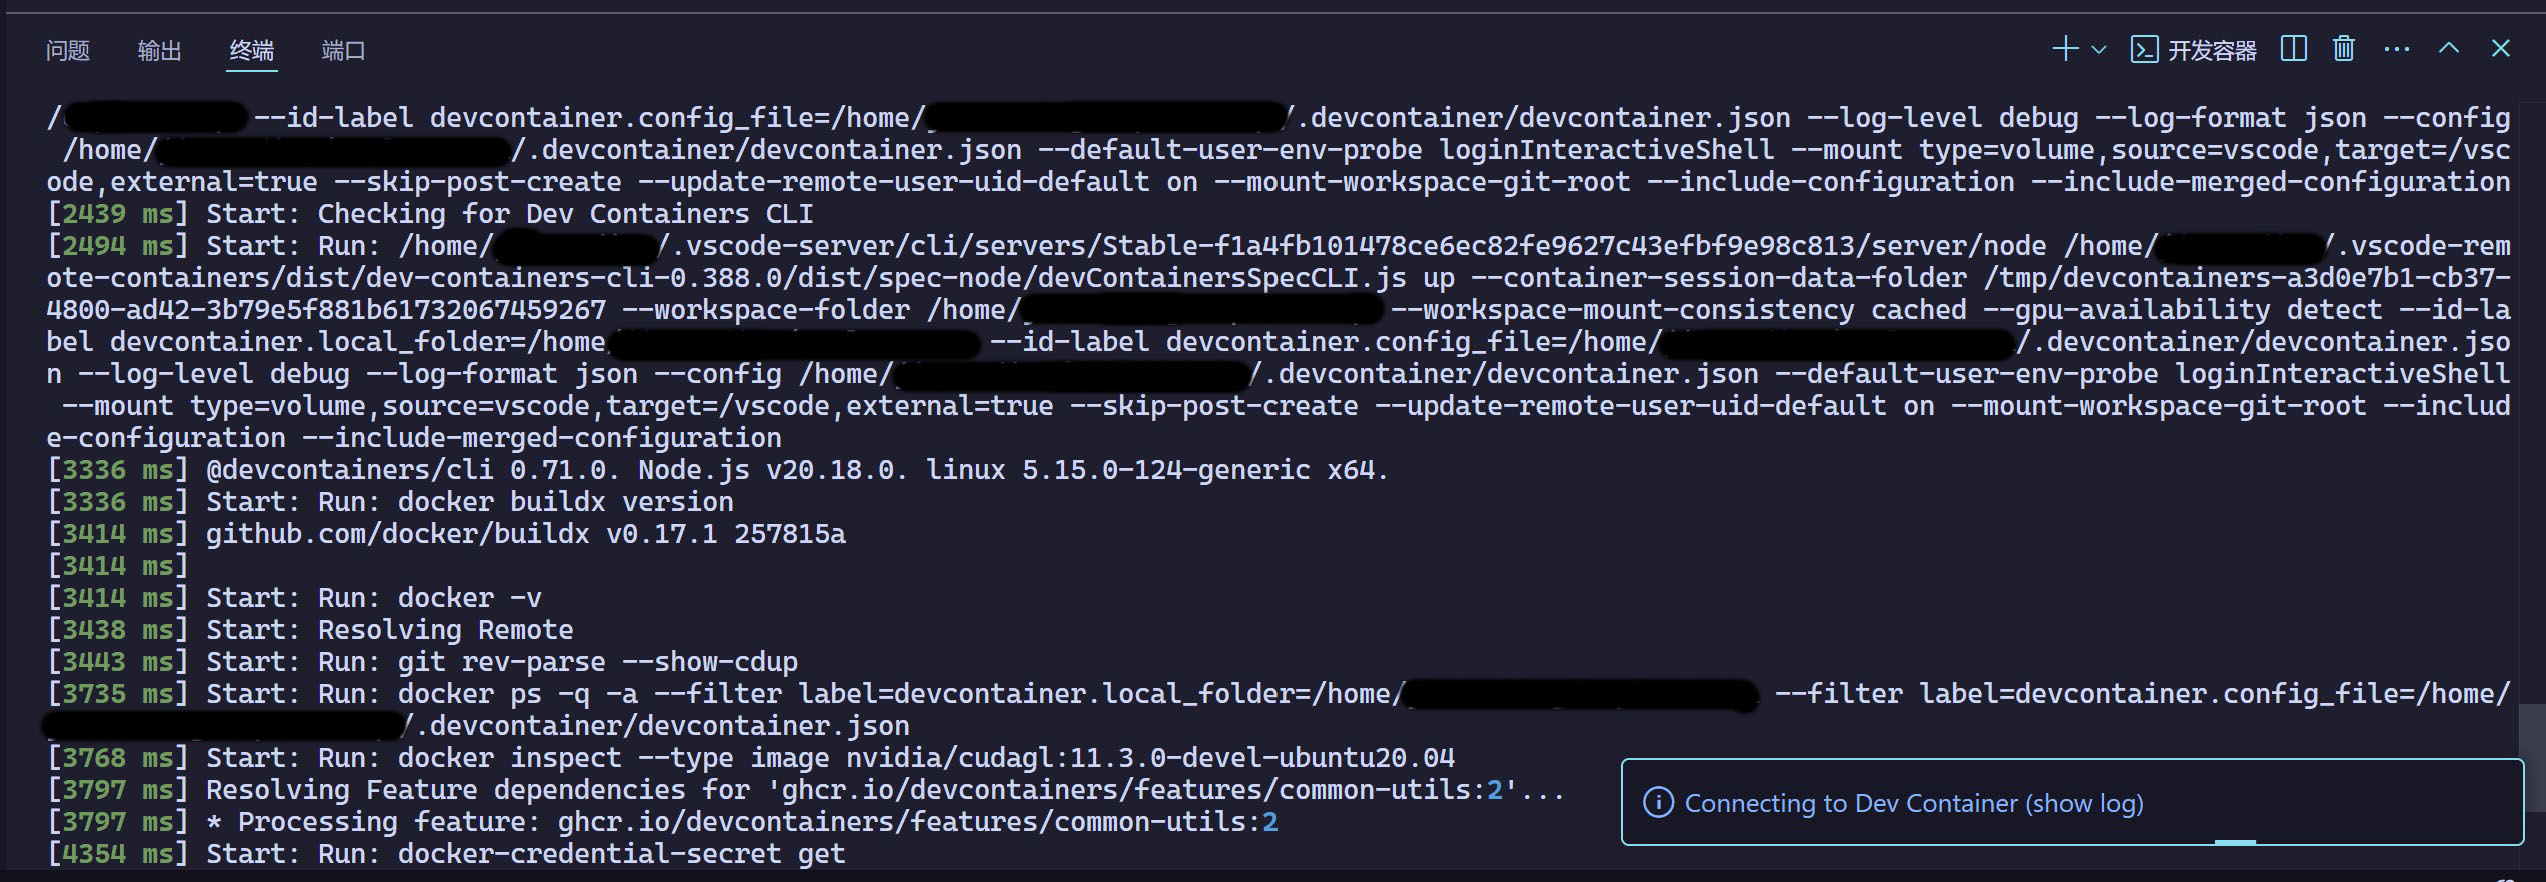 问题 输出 终端 端口 开发容器
/ --id-label devcontainer.config_file=/home/ /.devcontainer/devcontainer.json --log-level debug --log-format json --config
/home/ /.devcontainer/devcontainer.json --default-user-env-probe loginInteractiveShell --mount type=volume,source=vscode,target=/vsc
ode,external=true --skip-post-create --update-remote-user-uid-default on --mount-workspace-git-root --include-configuration --include-merged-configuration
[2439 ms] Start: Checking for Dev Containers CLI
[2494 ms] Start: Run: /home/ /.vscode-server/cli/servers/Stable-f1a4fb101478ce6ec82fe9627c43efbf9e98c813/server/node /home/ /.vscode-rem
ote-containers/dist/dev-containers-cli-0.388.0/dist/spec-node/devContainersSpecCLI.js up --container-session-data-folder /tmp/devcontainers-a3d0e7b1-cb37-
4800-ad42-3b79e5f881b61732067459267 --workspace-folder /home/ --workspace-mount-consistency cached --gpu-availability detect --id-la
bel devcontainer.local_folder=/home/ --id-label devcontainer.config_file=/home/ /.devcontainer/devcontainer.jso
n --log-level debug --log-format json --config /home/ /.devcontainer/devcontainer.json --default-user-env-probe loginInteractiveShell
--mount type=volume,source=vscode,target=/vscode,external=true --skip-post-create --update-remote-user-uid-default on --mount-workspace-git-root --includ
e-configuration --include-merged-configuration
[3336 ms] @devcontainers/cli 0.71.0. Node.js v20.18.0. linux 5.15.0-124-generic x64.
[3336 ms] Start: Run: docker buildx version
[3414 ms] github.com/docker/buildx v0.17.1 257815a
[3414 ms]
[3414 ms] Start: Run: docker -v
[3438 ms] Start: Resolving Remote
[3443 ms] Start: Run: git rev-parse --show-cdup
[3735 ms] Start: Run: docker ps -q -a --filter label=devcontainer.local_folder=/home/ --filter label=devcontainer.config_file=/home/
/.devcontainer/devcontainer.json
[3768 ms] Start: Run: docker inspect --type image nvidia/cudagl:11.3.0-devel-ubuntu20.04
[3797 ms] Resolving Feature dependencies for 'ghcr.io/devcontainers/features/common-utils:2'...
[3797 ms] * Processing feature: ghcr.io/devcontainers/features/common-utils:2
[4354 ms] Start: Run: docker-credential-secret get
Connecting to Dev Container (show log)